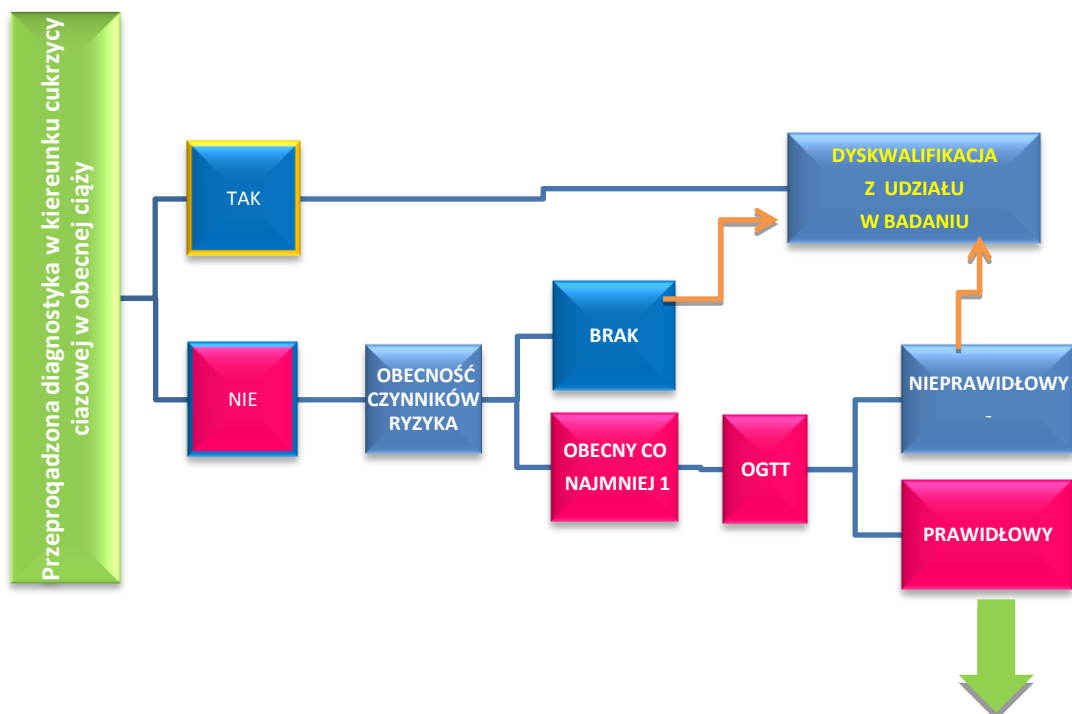 Przeproqadzona diagnostyka w kiereunku cukrzycy
ciazowej w obecnej ciąży
TAK
DYSKWALIFIKACJA
Z UDZIAŁU
W BADANIU
NIE
OBECNOŚĆ
CZYNNIKÓW
RYZYKA
BRAK
OBECNY CO
NAJMNIEJ 1
OGTT
NIEPRAWIDŁOWY
-
PRAWIDŁOWY